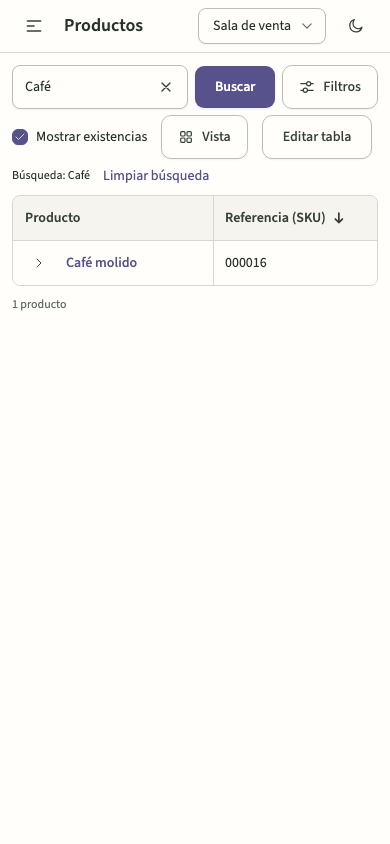 Productos
Sala de venta
Café
Buscar
Filtros
Mostrar existencias
Vista
Editar tabla
Búsqueda: Café
Limpiar búsqueda
Producto
Referencia (SKU)
Café molido
000016
1 producto